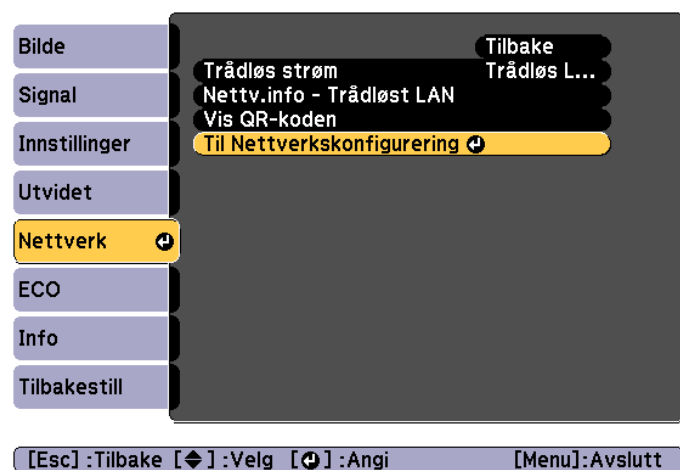 Bilde
Signal
Innstillinger
Utvidet
Nettverk
ECO
Info
Tilbakestill
Tilbake
Trådløs strøm Trådløs L...
Nettv.info - Trådløst LAN
Vis QR-koden
Til Nettverkskonfigurering
[Esc] :Tilbake [ ] :Velg [ ] :Angi [Menu]:Avslutt